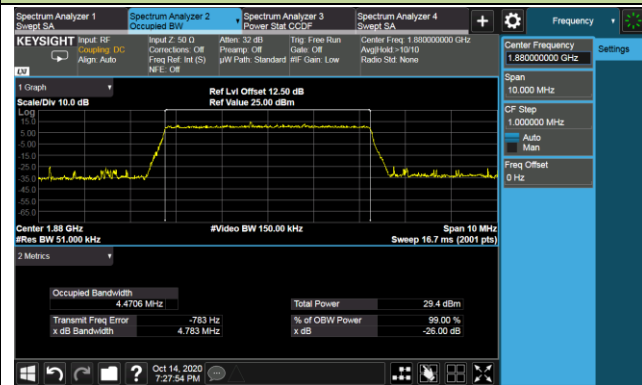 Spectrum Analyzer 1
Swept SA
Spectrum Analyzer 2
Occupied BW
Spectrum Analyzer 3
Power Stat CCDF
Spectrum Analyzer 4
Swept SA
+
Frequency
KEYSIGHT
Input: RF
Coupling: DC
Align: Auto
Input Z: 50 Ω
Corrections: Off
Freq Ref: Int (S)
NFE: Off
Atten: 32 dB
Preamp: Off
µW Path: Standard
Trig: Free Run
Gate: Off
#IF Gain: Low
Center Freq: 1.880000000 GHz
Avg|Hold:>10/10
Radio Std: None
LXI
Center Frequency
1.880000000 GHz
Settings
Span
10.000 MHz
CF Step
1.000000 MHz
Auto
Man
Freq Offset
0 Hz
1 Graph
Scale/Div 10.0 dB
Ref Lvl Offset 12.50 dB
Ref Value 25.00 dBm
Log
15.0
5.00
-5.00
-15.0
-25.0
-35.0
-45.0
-55.0
-65.0
Center 1.88 GHz
#Res BW 51.000 kHz
#Video BW 150.00 kHz
Span 10 MHz
Sweep 16.7 ms (2001 pts)
2 Metrics
Occupied Bandwidth
4.4706 MHz
Total Power 29.4 dBm
Transmit Freq Error -783 Hz
% of OBW Power 99.00 %
x dB Bandwidth 4.783 MHz
x dB -26.00 dB
?
Oct 14, 2020
7:27:54 PM